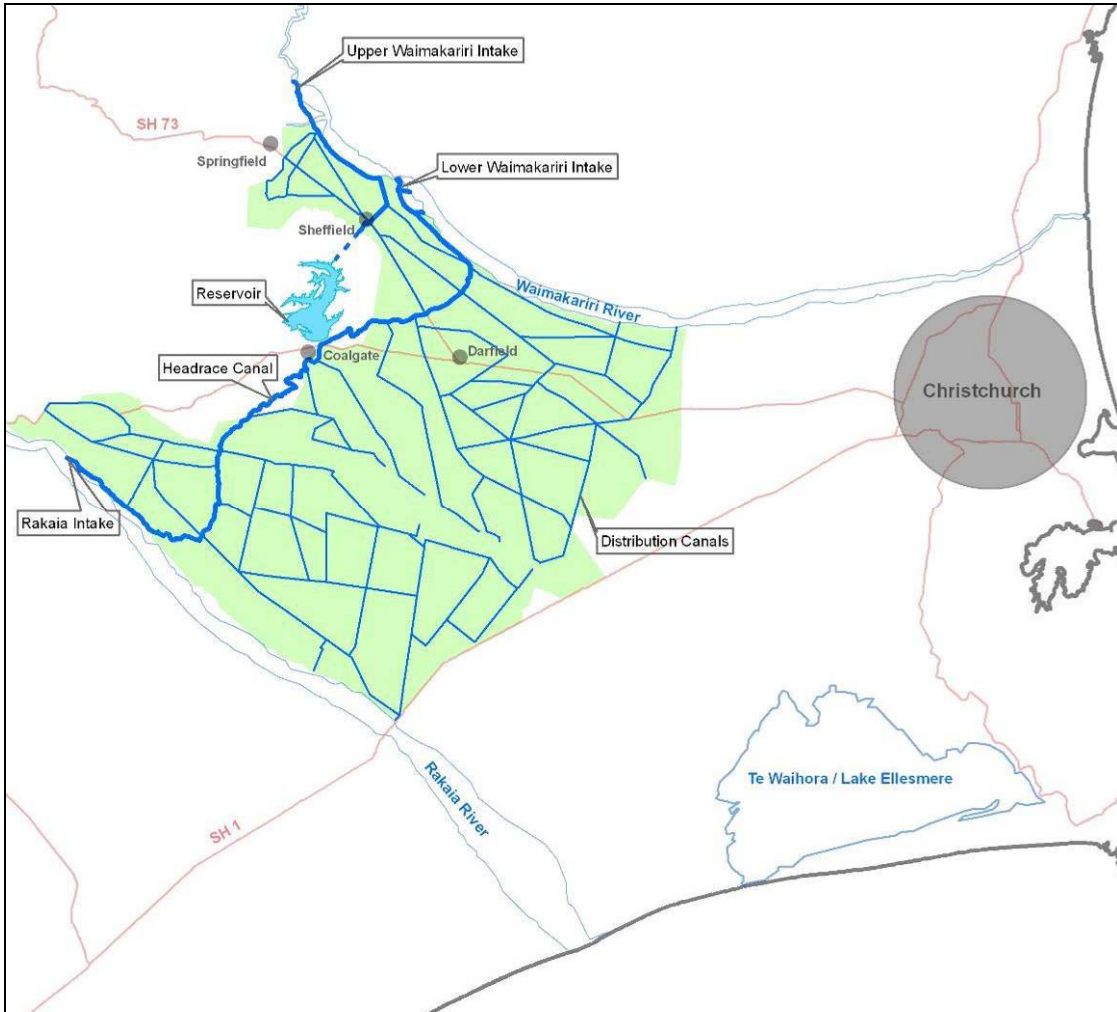 Upper Waimakariri Intake
SH 73
Springfield
Lower Waimakariri Intake
Sheffield
Reservoir
Waimakariri River
Coalgate
Darfield
Headrace Canal
Christchurch
Rakaia Intake
Distribution Canals
Te Waihora / Lake Ellesmere
Rakaia River
SH 1